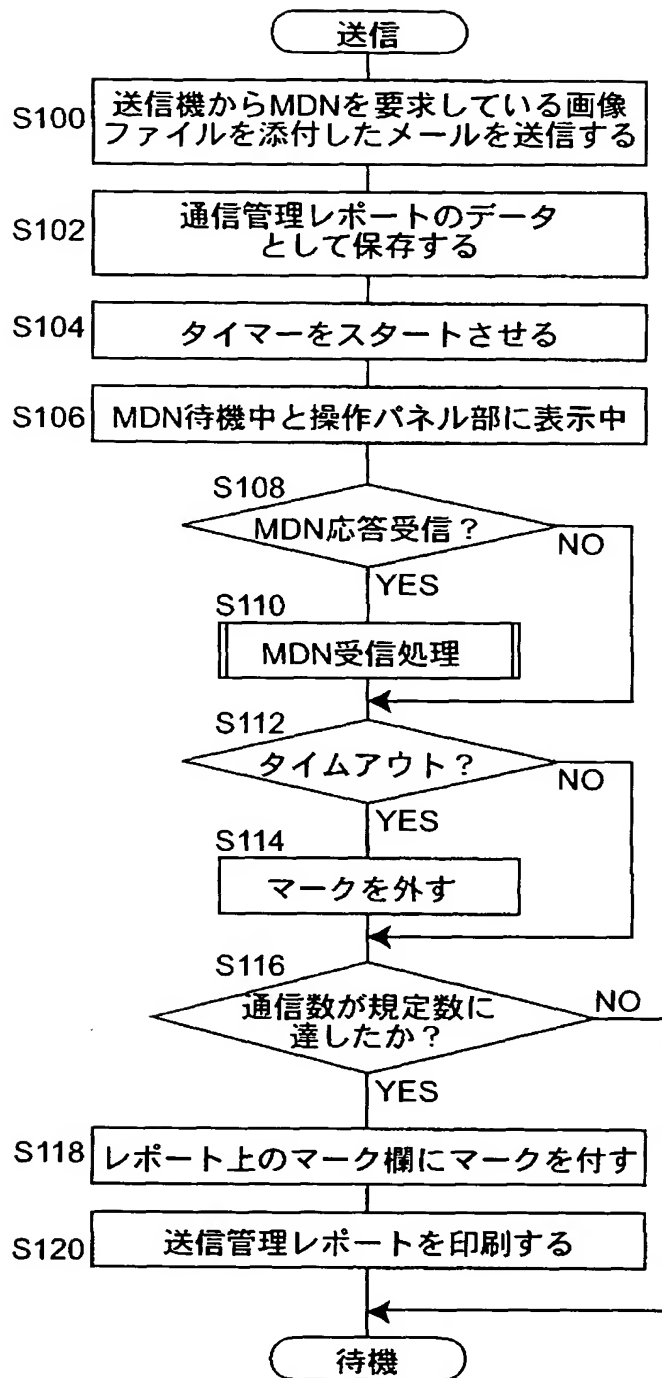 送信
S100
送信機からMDNを要求している画像
ファイルを添付したメールを送信する
S102
通信管理レポートのデータ
として保存する
S104
タイマーをスタートさせる
S106
MDN待機中と操作パネル部に表示中
S108
MDN応答受信？
NO
YES
S110
MDN受信処理
S112
タイムアウト？
NO
YES
S114
マークを外す
S116
通信数が規定数に
達したか？
NO
YES
S118
レポート上のマーク欄にマークを付す
S120
送信管理レポートを印刷する
待機